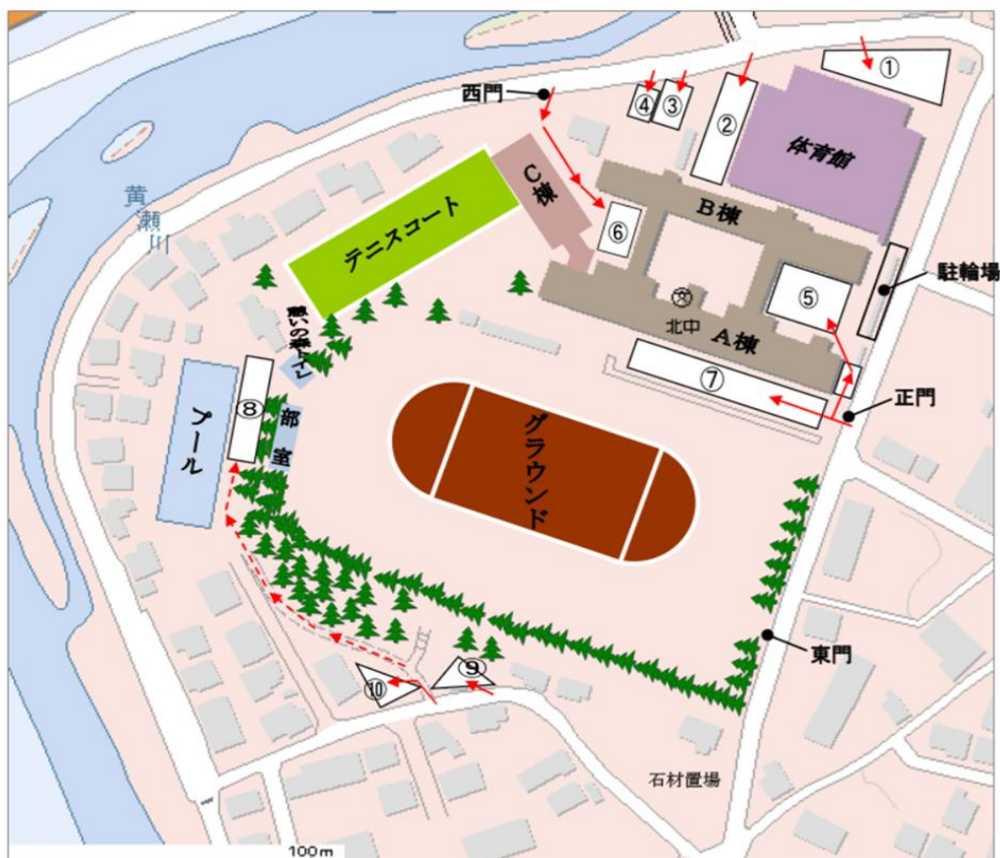 西門
④
③
②
①
体育館
C棟
B棟
テニスコート
黄瀬川
⑥
⑤
駐輪場
北中
A棟
憩いの森トイレ
⑦
正門
⑧
部室
プール
グラウンド
東門
⑨
⑩
石材置場
100m